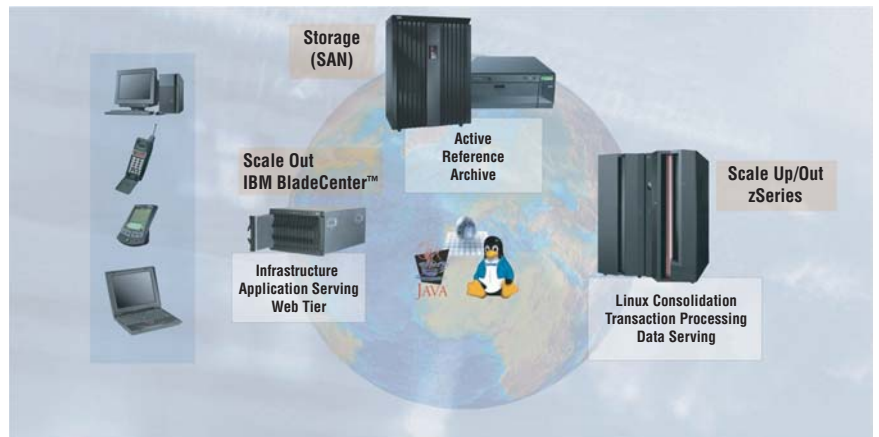 Storage
(SAN)
Active
Reference
Archive
Scale Out
IBM BladeCenter™
Infrastructure
Application Serving
Web Tier
JAVA
Scale Up/Out
zSeries
Linux Consolidation
Transaction Processing
Data Serving